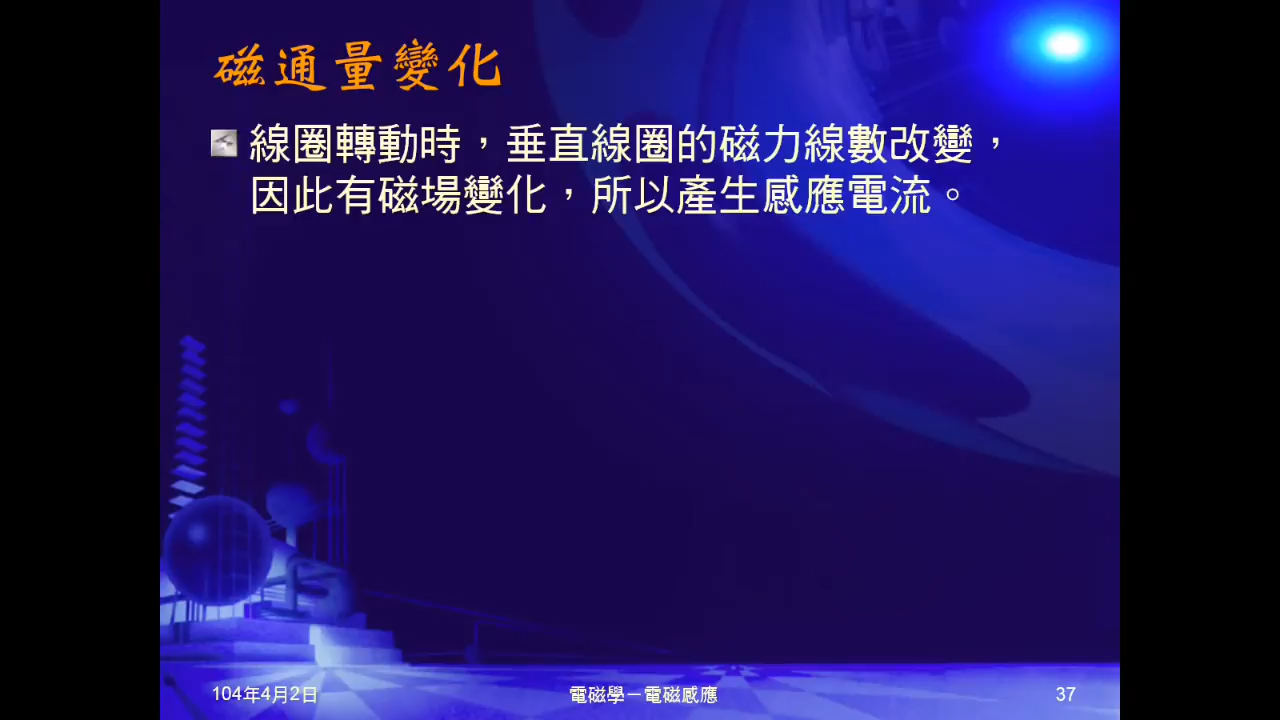 磁通量變化
線圈轉動時，垂直線圈的磁力線數改變，
因此有磁場變化，所以產生感應電流。
104年4月2日
電磁學－電磁感應
37